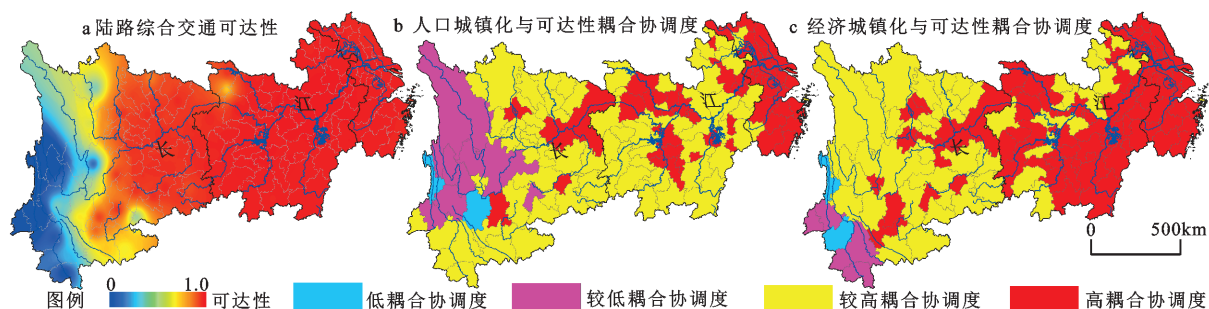 a 陆路综合交通可达性
b 人口城镇化与可达性耦合协调度
c 经济城镇化与可达性耦合协调度
江
长
江
长
江
长
0 500km
图例
0 1.0
可达性
低耦合协调度
较低耦合协调度
较高耦合协调度
高耦合协调度